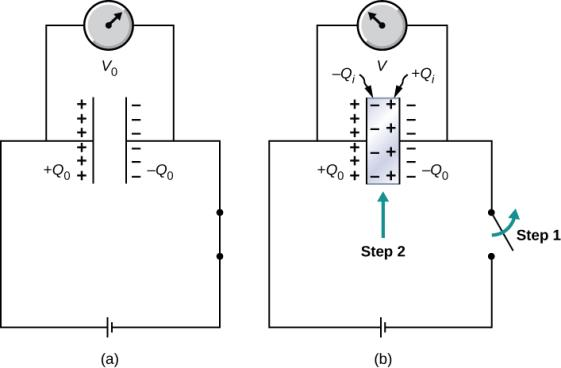 V0
+Q0
–Q0
(a)
V
–Qi
+Qi
+Q0
–Q0
Step 1
Step 2
(b)